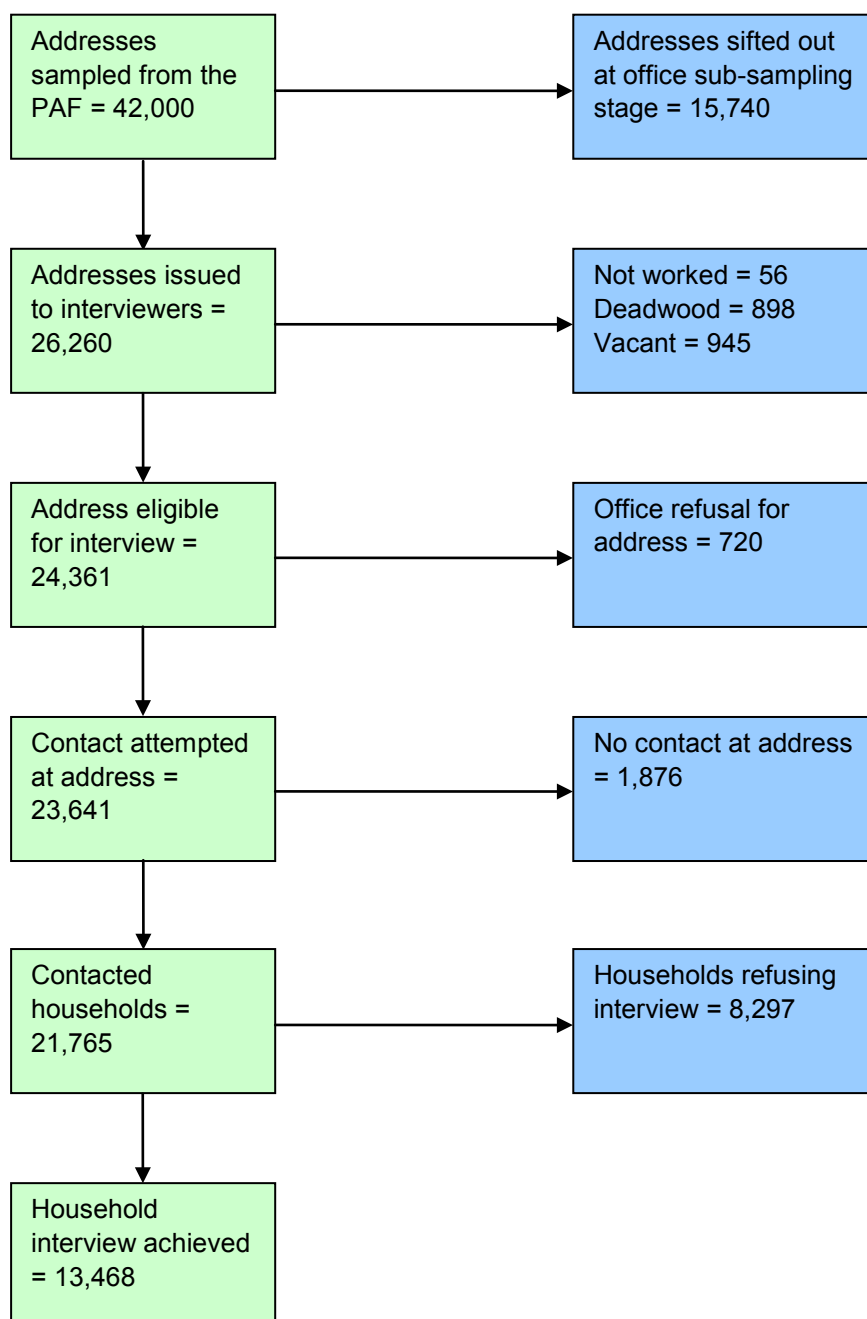 Addresses
sampled from the
PAF = 42,000
Addresses sifted out
at office sub-sampling
stage = 15,740
Addresses issued
to interviewers =
26,260
Not worked = 56
Deadwood = 898
Vacant = 945
Address eligible
for interview =
24,361
Office refusal for
address = 720
Contact attempted
at address =
23,641
No contact at address
= 1,876
Contacted
households =
21,765
Households refusing
interview = 8,297
Household
interview achieved
= 13,468